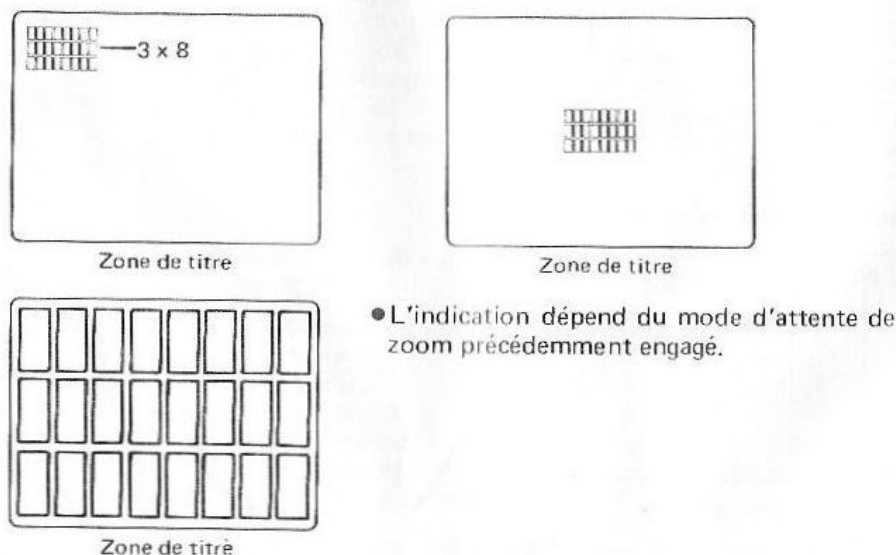 3 x 8
Zone de titre
Zone de titre
●L'indication dépend du mode d'attente de
zoom précédemment engagé.
Zone de titre